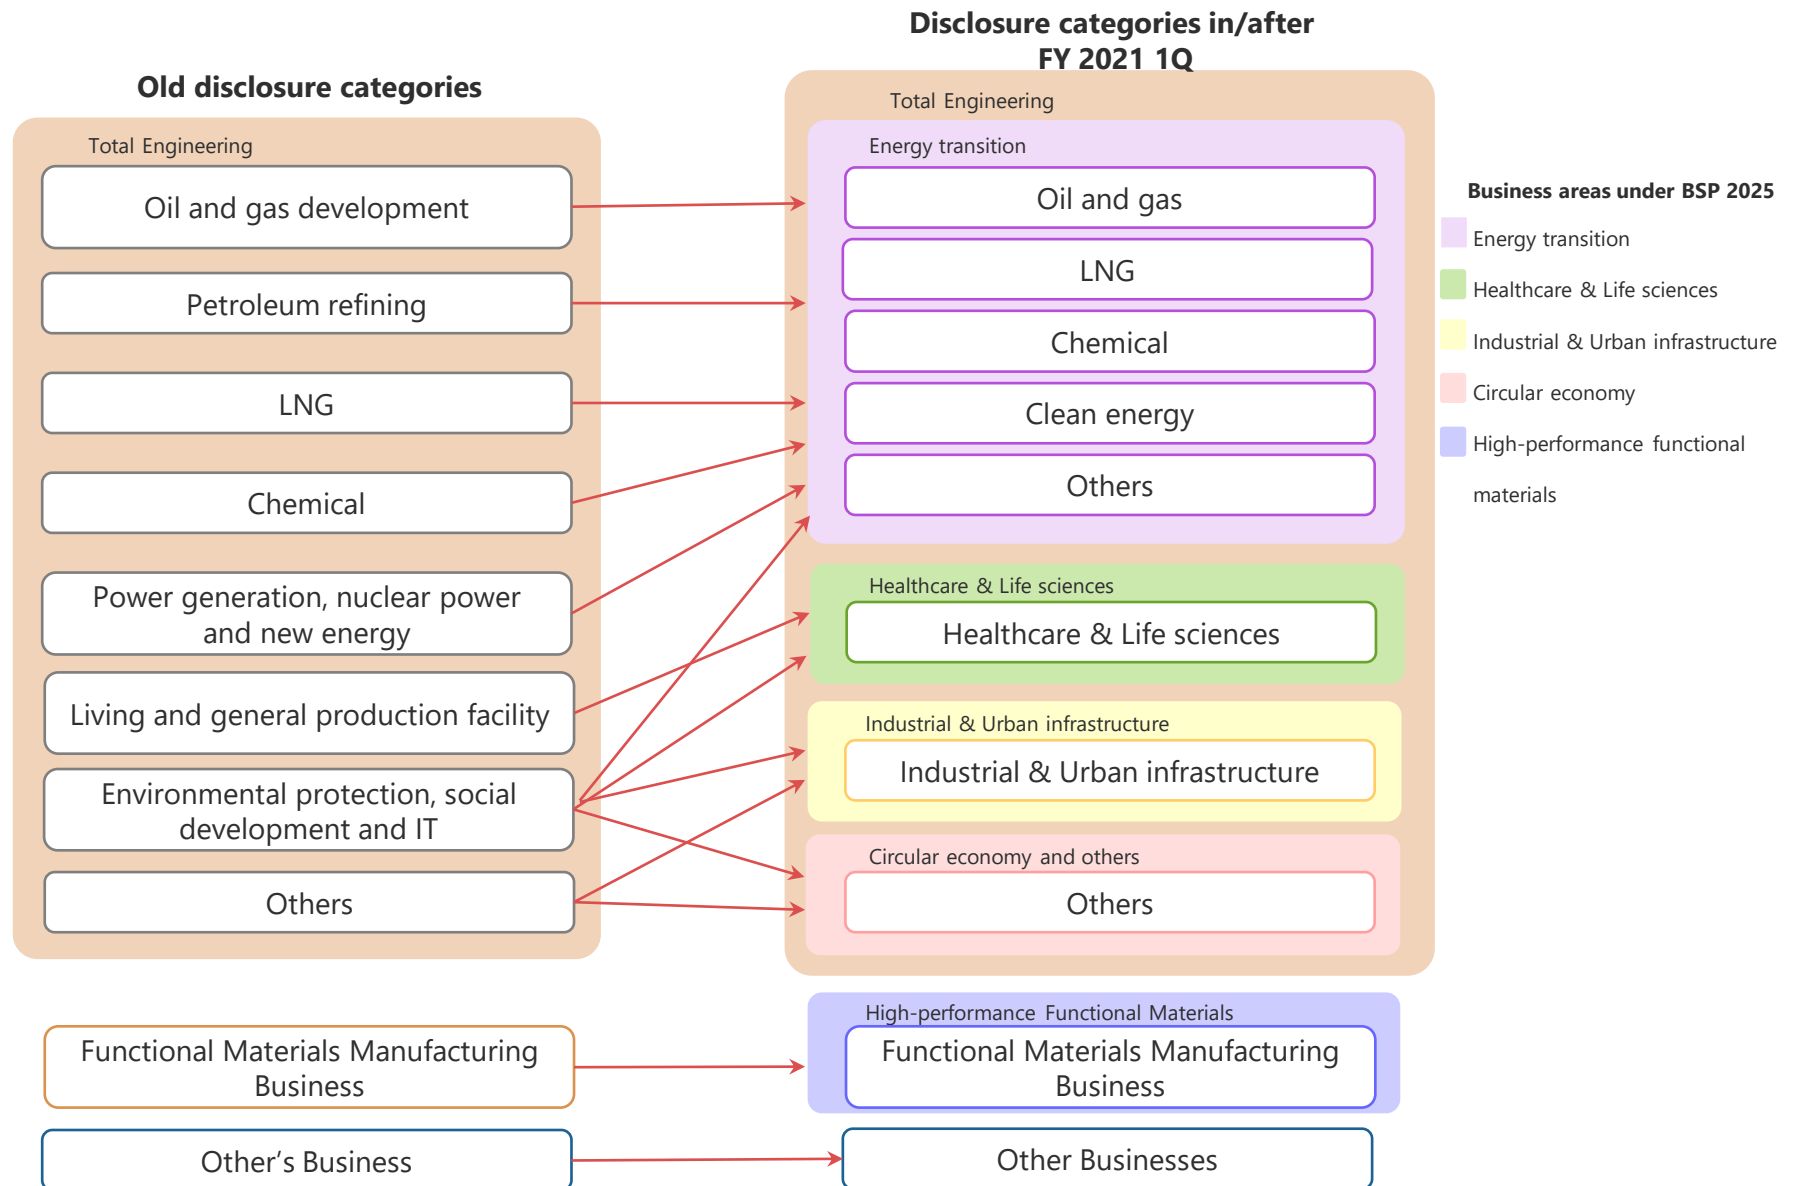 Old disclosure categories
Total Engineering
Oil and gas development
Petroleum refining
LNG
Chemical
Power generation, nuclear power
and new energy
Living and general production facility
Environmental protection, social
development and IT
Others
Functional Materials Manufacturing
Business
Other’s Business
Disclosure categories in/after
FY 2021 1Q
Total Engineering
Energy transition
Oil and gas
LNG
Chemical
Clean energy
Others
Healthcare & Life sciences
Healthcare & Life sciences
Industrial & Urban infrastructure
Industrial & Urban infrastructure
Circular economy and others
Others
High-performance Functional Materials
Functional Materials Manufacturing
Business
Other Businesses
Business areas under BSP 2025
Energy transition
Healthcare & Life sciences
Industrial & Urban infrastructure
Circular economy
High-performance functional
materials